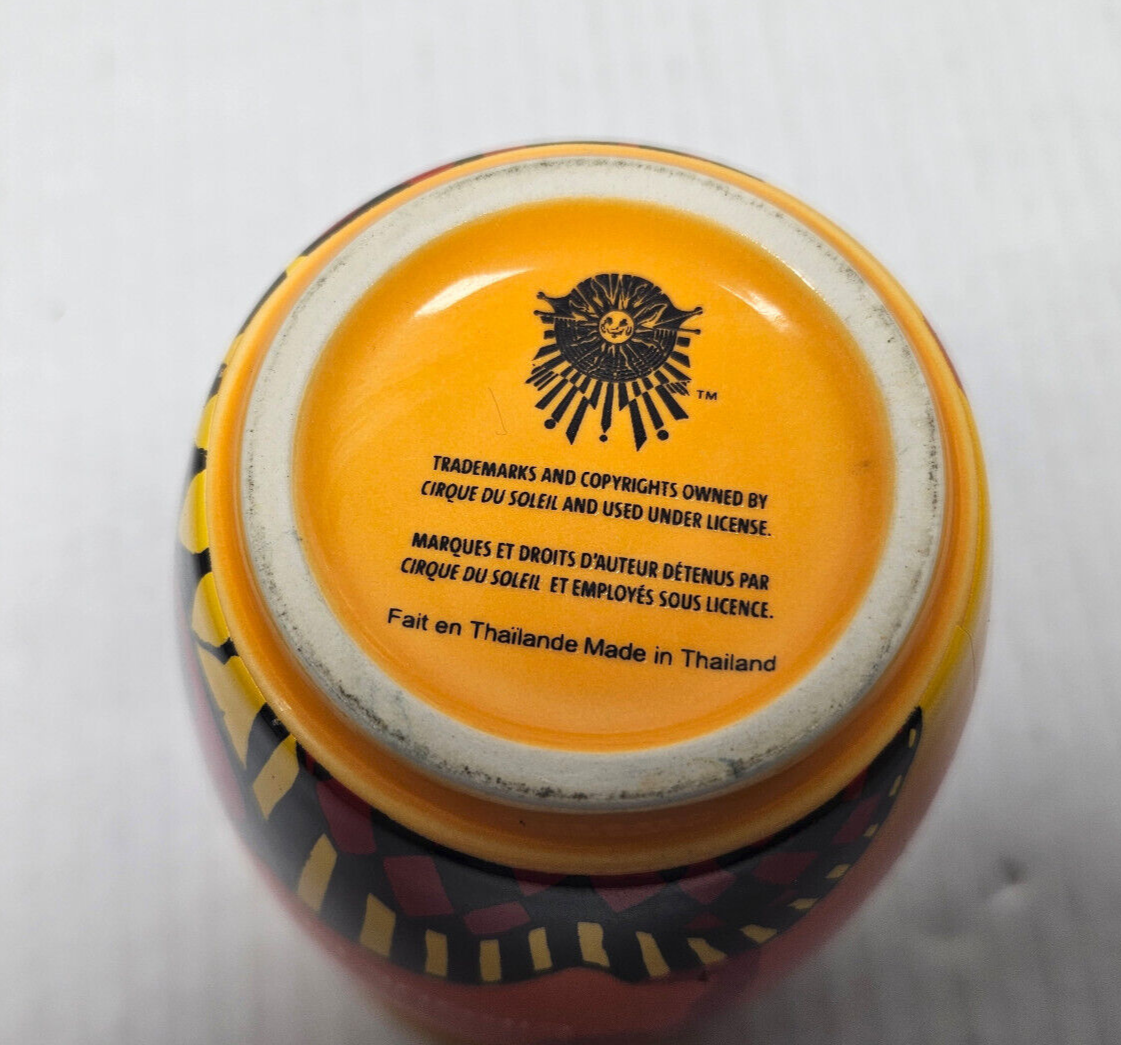 TM
TRADEMARKS AND COPYRIGHTS OWNED BY
CIRQUE DU SOLEIL AND USED UNDER LICENSE.
MARQUES ET DROITS D'AUTEUR DÉTENUS PAR
CIRQUE DU SOLEIL ET EMPLOYÉS SOUS LICENCE.
Fait en Thaïlande Made in Thailand